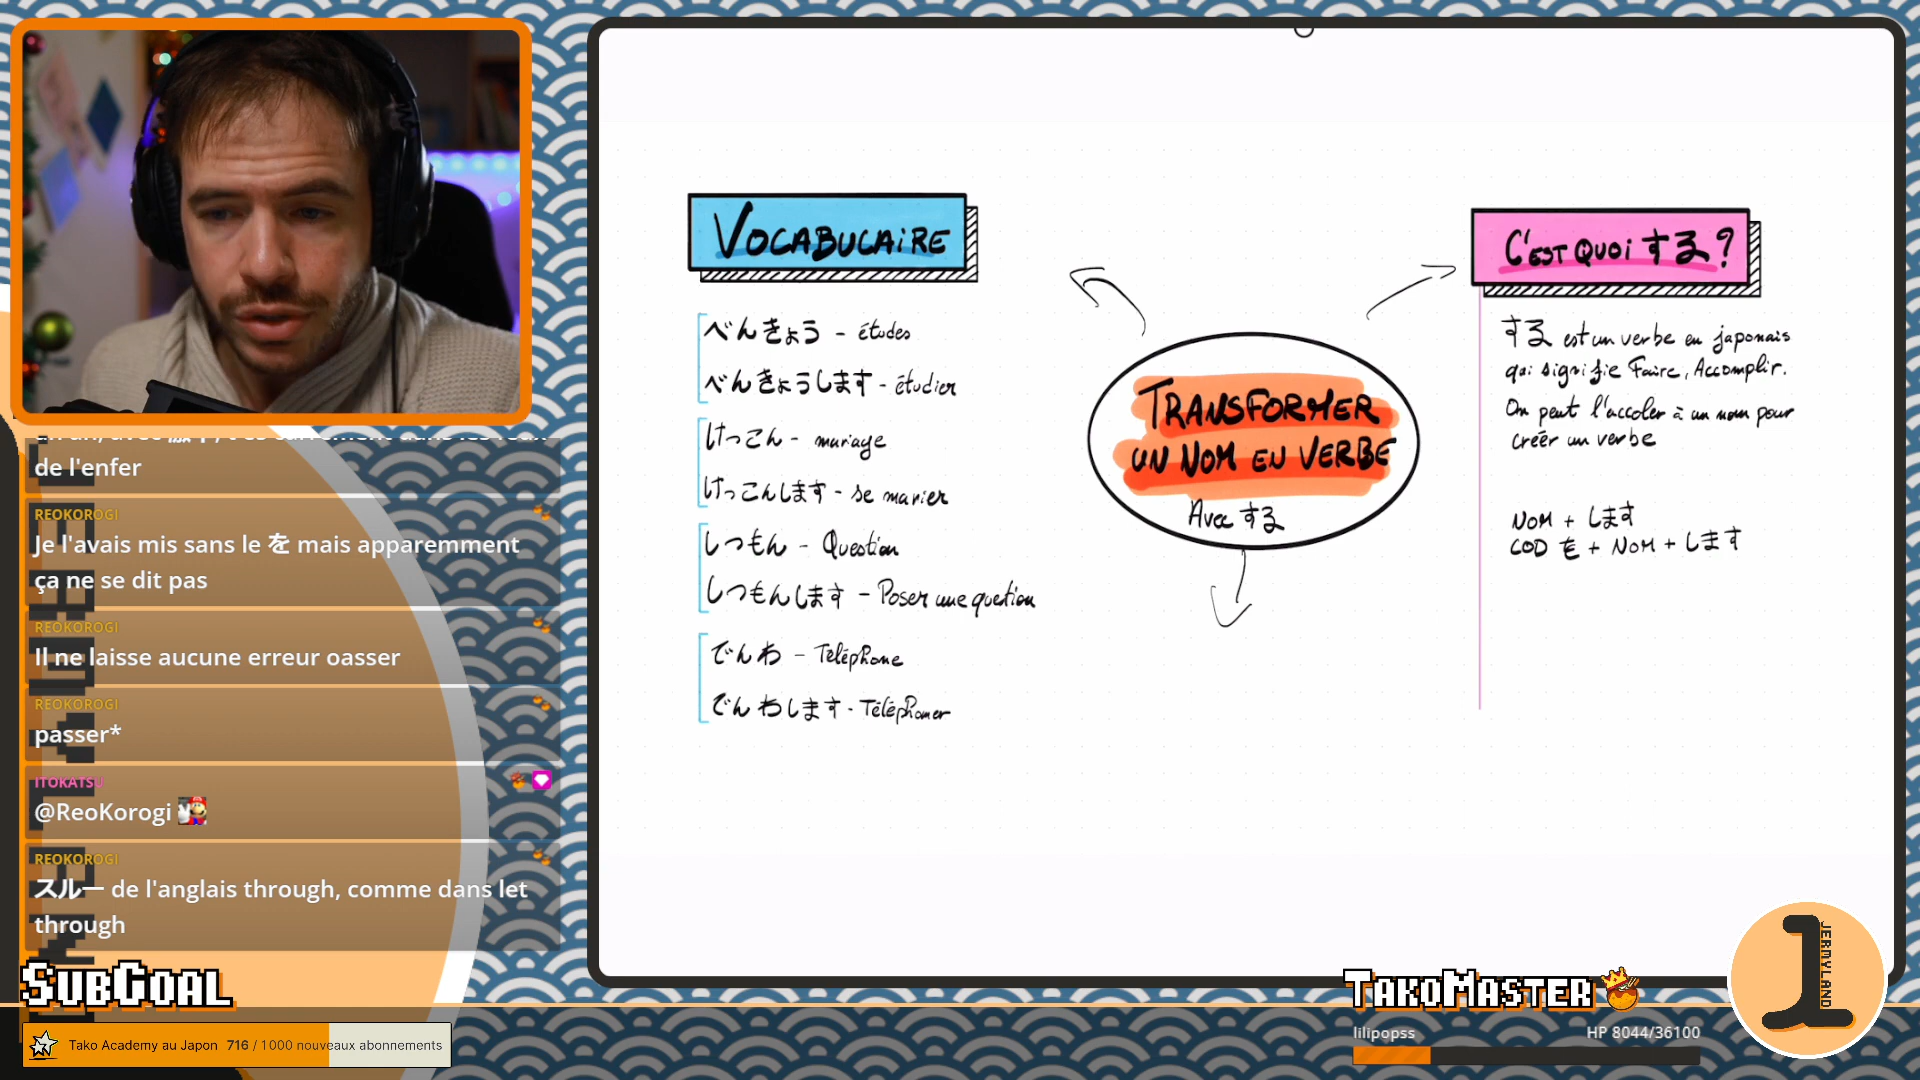 de l'enfer
REOKOROGI
Je l'avais mis sans le を mais apparemment
ça ne se dit pas
REOKOROGI
Il ne laisse aucune erreur oasser
REOKOROGI
passer*
ITOKATSU
@ReoKorogi
REOKOROGI
スルー de l'anglais through, comme dans let
through
SUBGOAL
Tako Academy au Japon 716 / 1000 nouveaux abonnements
VOCABULAIRE
べんきょう - études
べんきょうします - étudier
けっこん - mariage
けっこんします - se marier
しつもん - Question
しつもんします - Poser une question
でんわ - Téléphone
でんわします - Téléphoner
TRANSFORMER
UN NOM EN VERBE
Avec する
C'EST QUOI する?
する est un verbe en japonais
qui signifie Faire, Accomplir.
On peut l'accoler à un nom pour
créer un verbe
NOM + します
COD を + NOM + します
TAKOMASTER
lilipopss HP 8044/36100
JERMYLAND